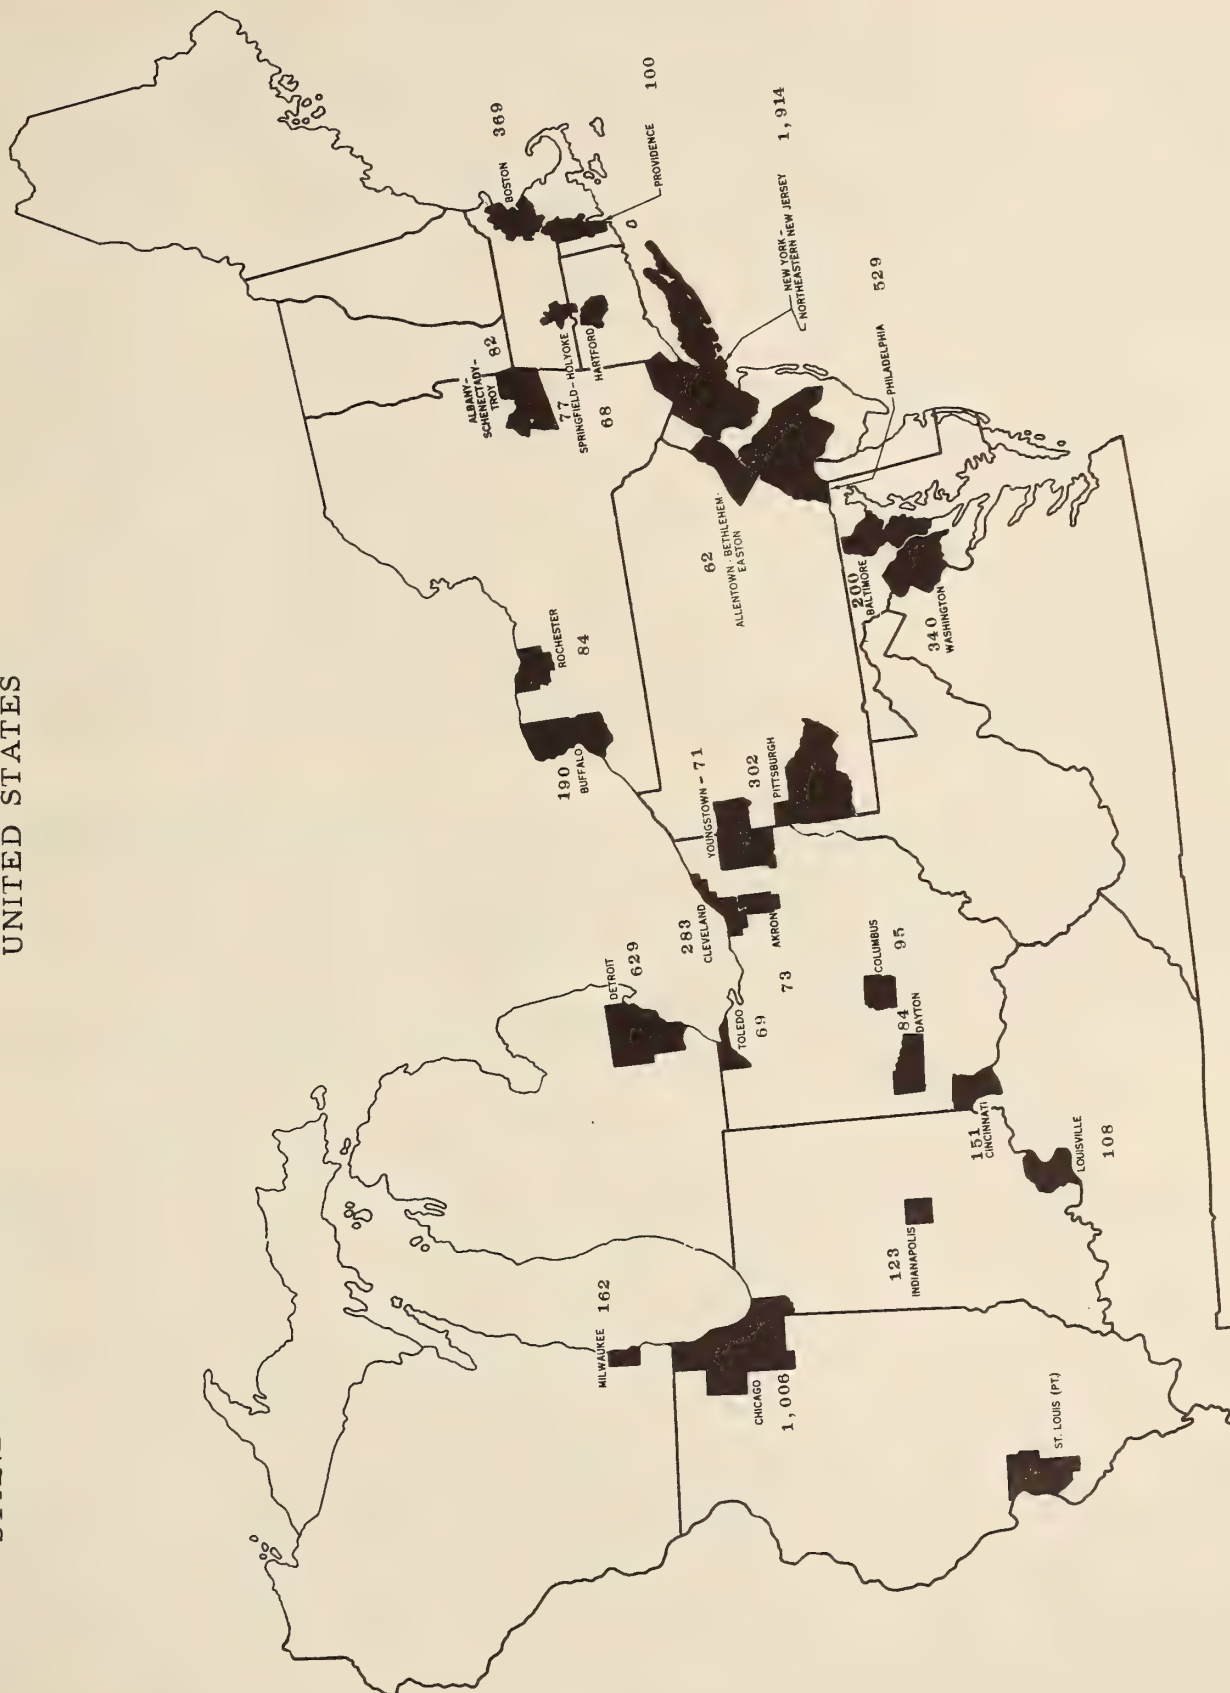 UNITED STATES
BOSTON 369
PROVIDENCE 100
ALBANY-
SCHENECTADY-
TROY
82
77
SPRINGFIELD-HOLYOKE
HARTFORD
68
NEW YORK-
NORTHEASTERN NEW JERSEY
1,914
PHILADELPHIA 529
62
ALLENTOWN-BETHLEHEM-
EASTON
200
BALTIMORE
340
WASHINGTON
ROCHESTER
84
190
BUFFALO
YOUNGSTOWN - 71
302
PITTSBURGH
283
CLEVELAND
AKRON
73
DETROIT
629
TOLEDO
69
COLUMBUS
95
84
DAYTON
151
CINCINNATI
LOUISVILLE
108
123
INDIANAPOLIS
MILWAUKEE 162
CHICAGO
1,006
ST. LOUIS (PT.)